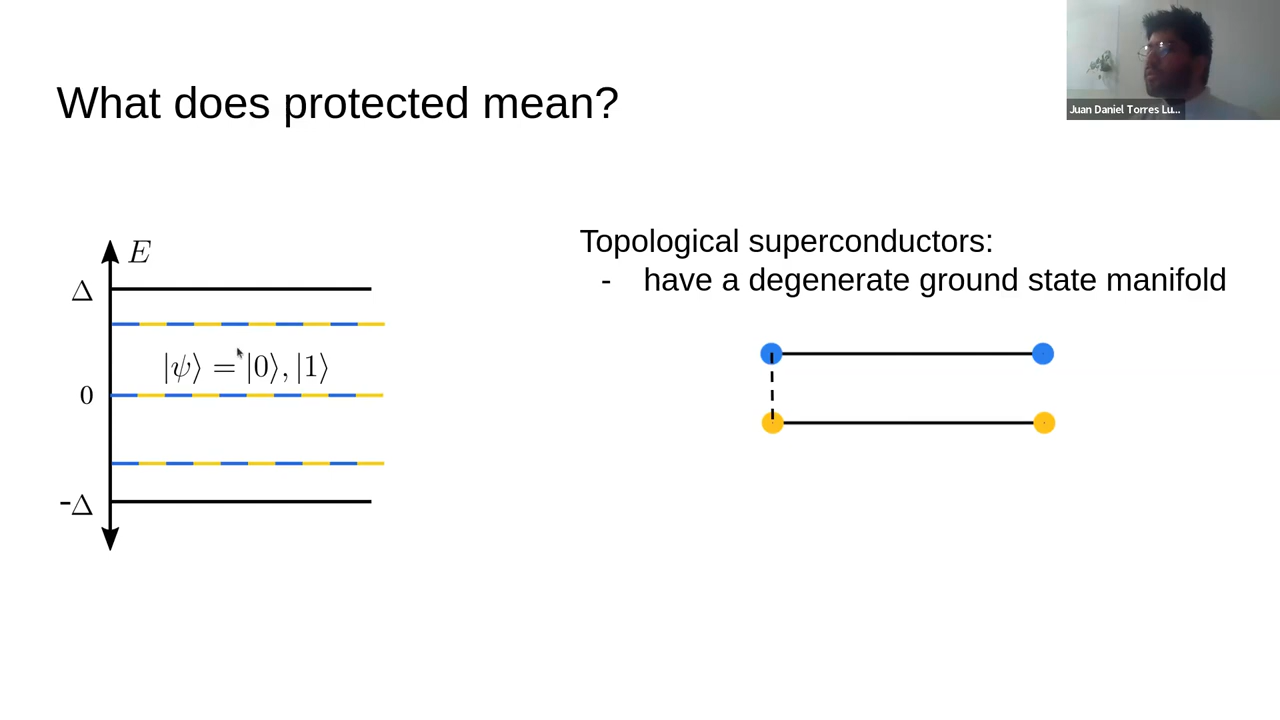 What does protected mean?
Juan Daniel Torres Lu...
Topological superconductors:
- have a degenerate ground state manifold
E
Δ
|ψ⟩ = |0⟩, |1⟩
0
-Δ